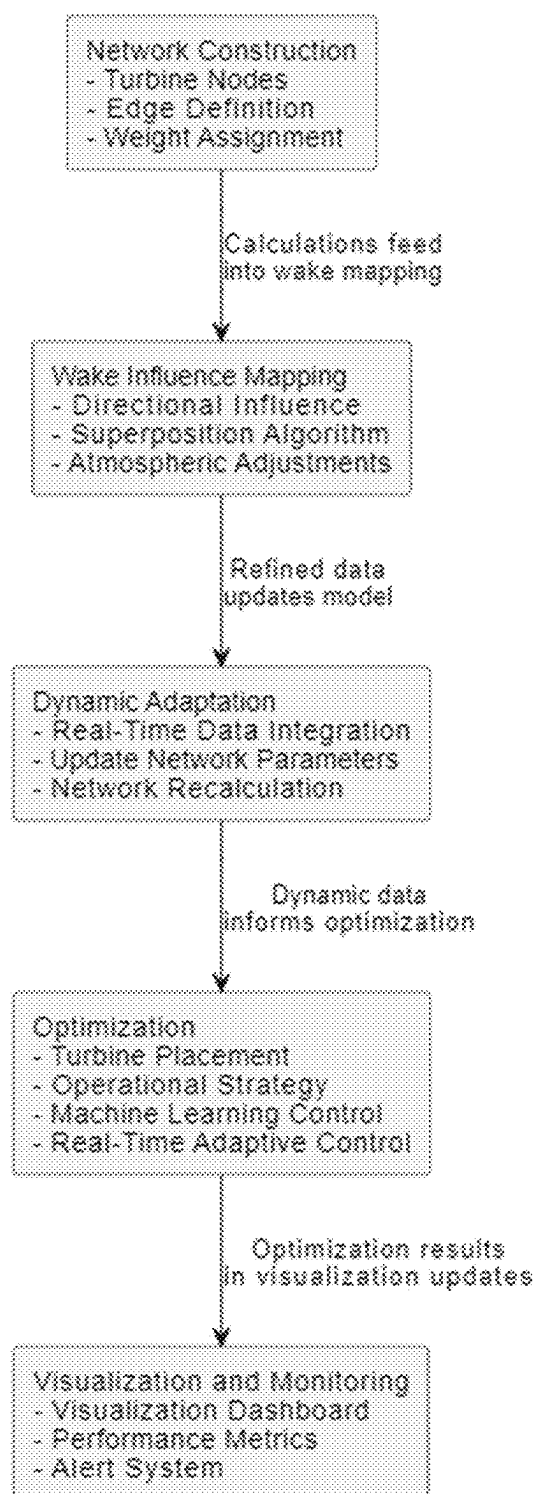 Network Construction
- Turbine Nodes
- Edge Definition
- Weight Assignment
Calculations feed
into wake mapping
Wake Influence Mapping
- Directional Influence
- Superposition Algorithm
- Atmospheric Adjustments
Refined data
updates model
Dynamic Adaptation
- Real-Time Data Integration
- Update Network Parameters
- Network Recalculation
Dynamic data
informs optimization
Optimization
- Turbine Placement
- Operational Strategy
- Machine Learning Control
- Real-Time Adaptive Control
Optimization results
in visualization updates
Visualization and Monitoring
- Visualization Dashboard
- Performance Metrics
- Alert System